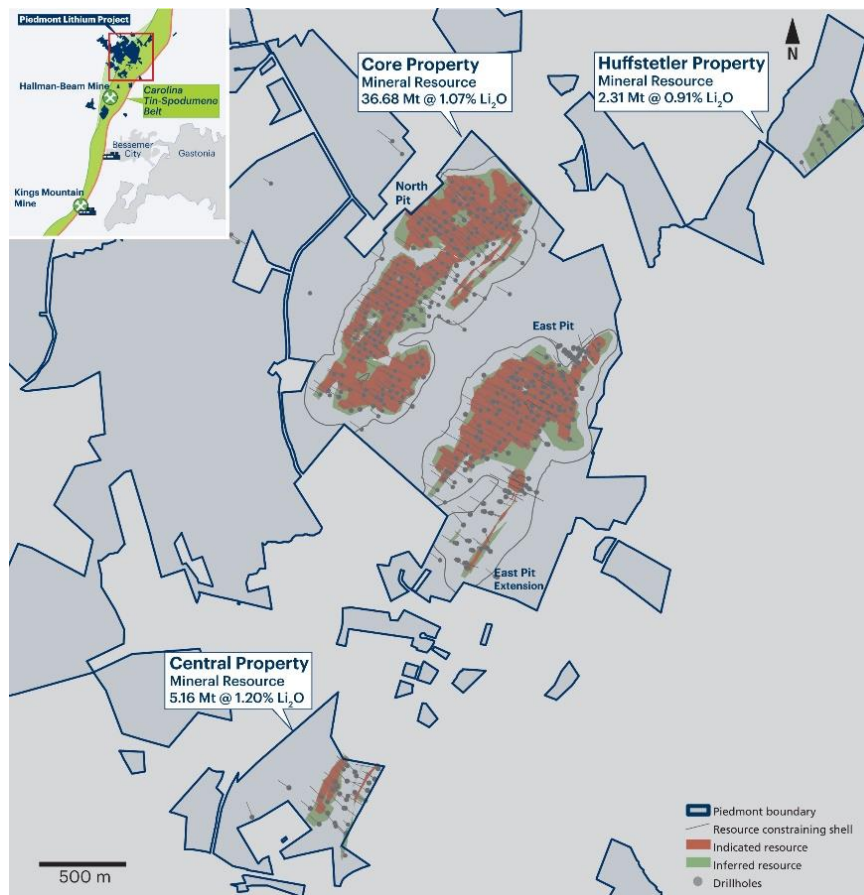 Piedmont Lithium Project
Hallman-Beam Mine
Carolina
Tin-Spodumene
Belt
Bessemer
City
Gastonia
Kings Mountain
Mine
Core Property
Mineral Resource
36.68 Mt @ 1.07% Li₂O
Huffstetler Property
Mineral Resource
2.31 Mt @ 0.91% Li₂O
N
North
Pit
East Pit
East Pit
Extension
Central Property
Mineral Resource
5.16 Mt @ 1.20% Li₂O
Piedmont boundary
Resource constraining shell
Indicated resource
Inferred resource
Drillholes
500 m